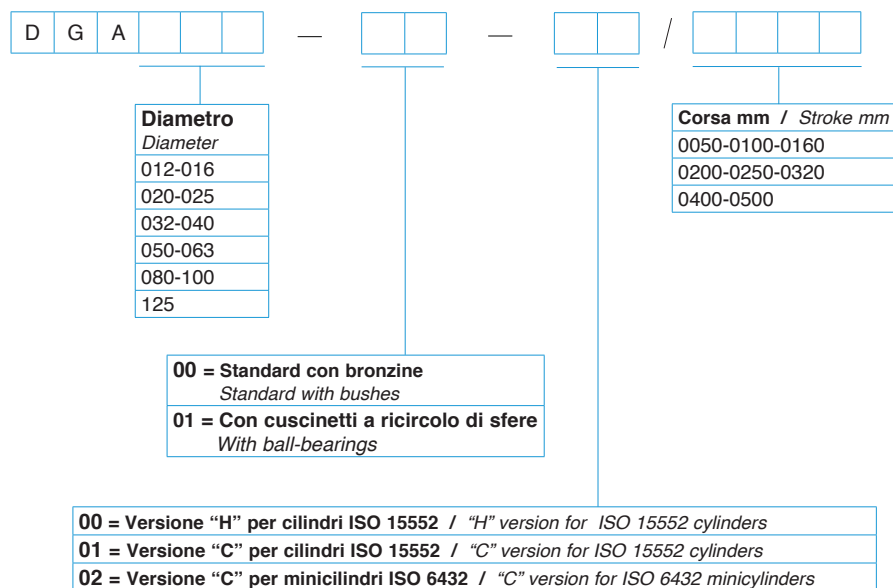 D G A — — /
Diametro
Diameter
012-016
020-025
032-040
050-063
080-100
125
Corsa mm / Stroke mm
0050-0100-0160
0200-0250-0320
0400-0500
00 = Standard con bronzine
Standard with bushes
01 = Con cuscinetti a ricircolo di sfere
With ball-bearings
00 = Versione “H” per cilindri ISO 15552 / “H” version for ISO 15552 cylinders
01 = Versione “C” per cilindri ISO 15552 / “C” version for ISO 15552 cylinders
02 = Versione “C” per minicilindri ISO 6432 / “C” version for ISO 6432 minicylinders